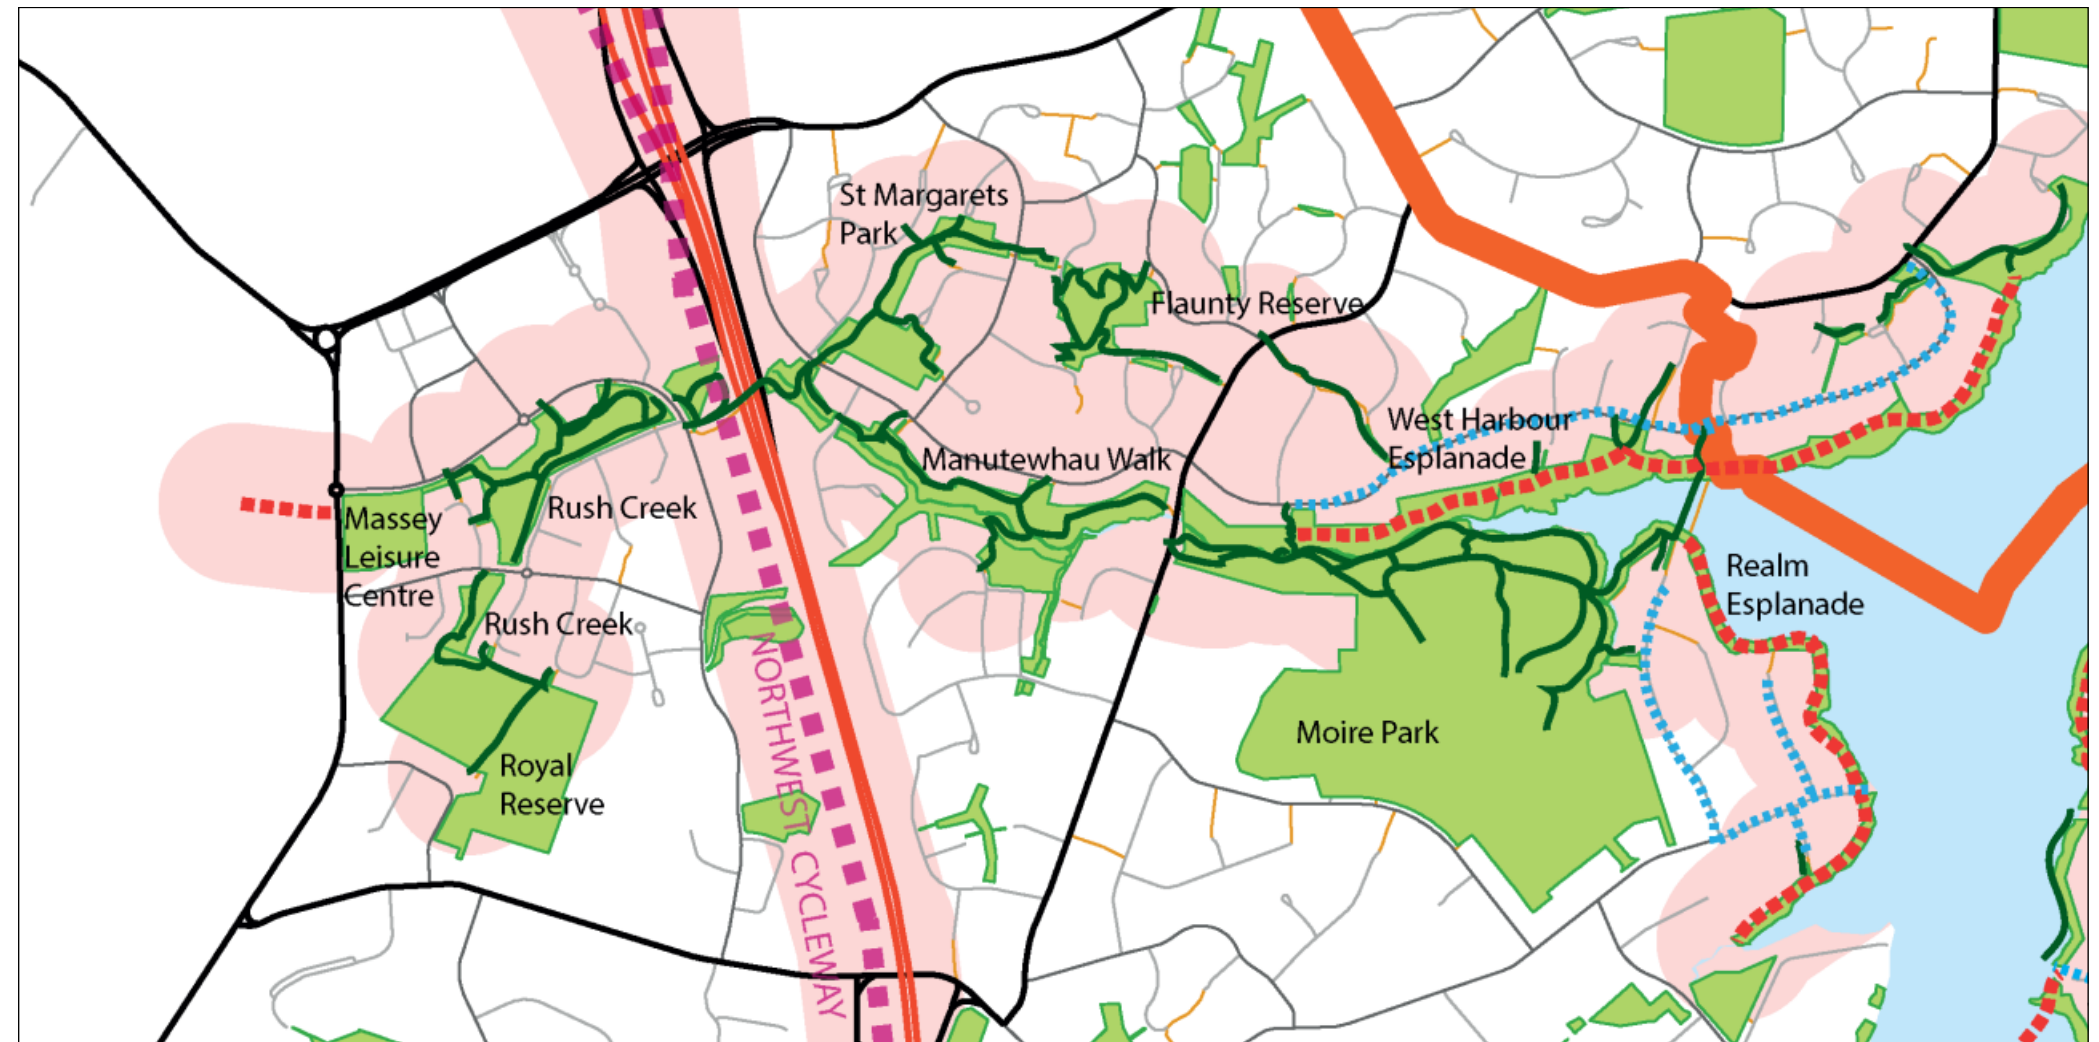 St Margarets
Park
Flaunty Reserve
West Harbour
Esplanade
Manutewhau Walk
Massey
Leisure
Centre
Rush Creek
Rush Creek
Realm
Esplanade
Moire Park
Royal
Reserve
NORTHWEST CYCLEWAY